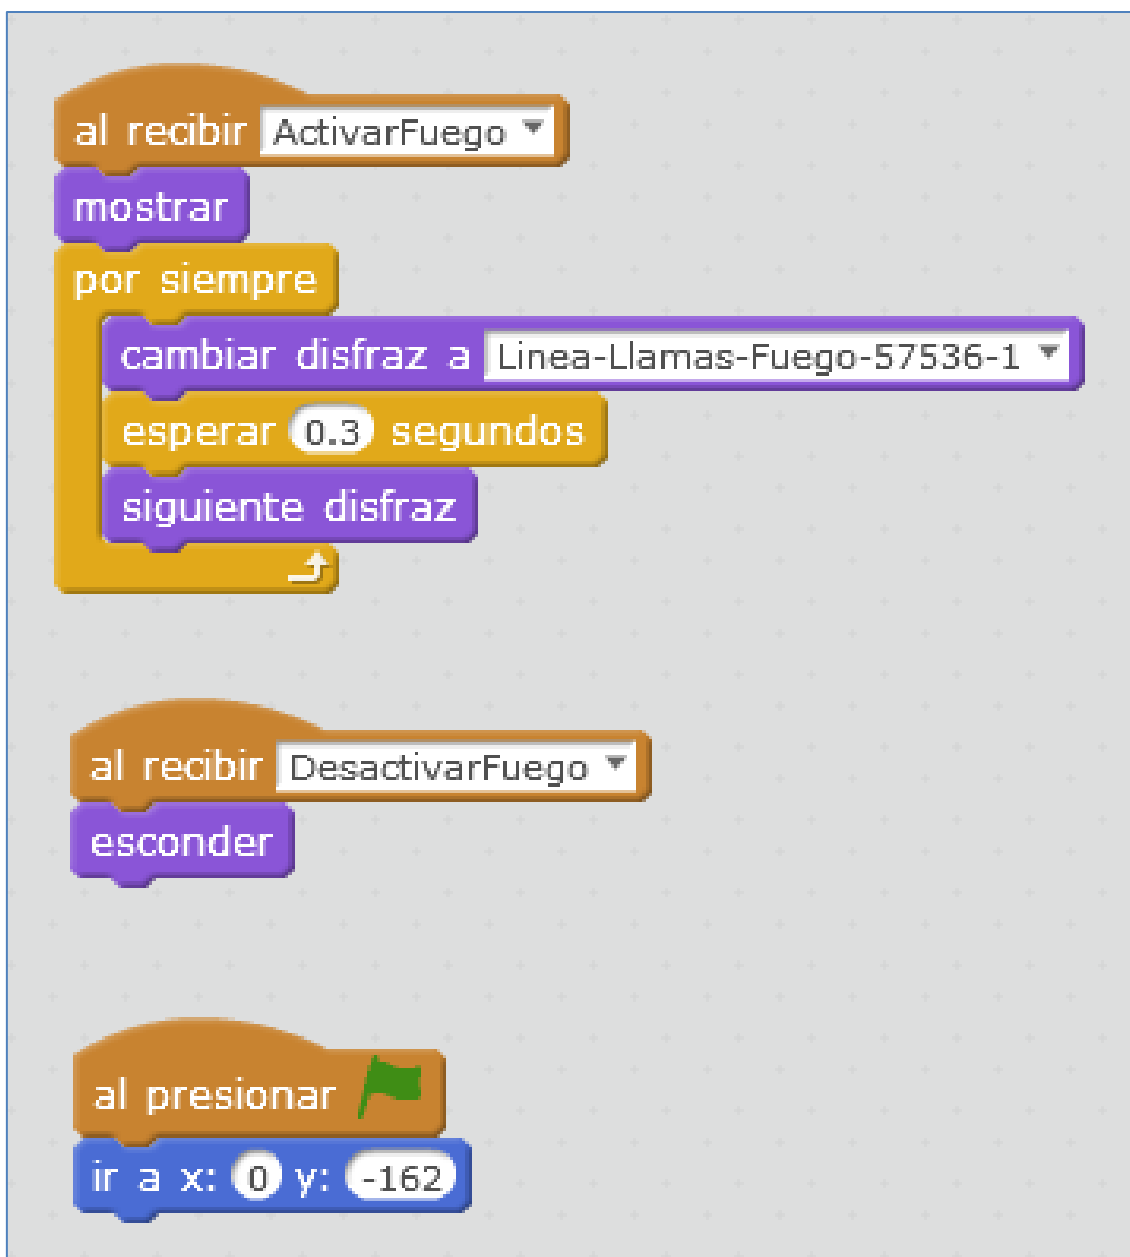 al recibir ActivarFuego
mostrar
por siempre
cambiar disfraz a Linea-Llamas-Fuego-57536-1
esperar 0.3 segundos
siguiente disfraz
al recibir DesactivarFuego
esconder
al presionar
ir a x: 0 y: -162